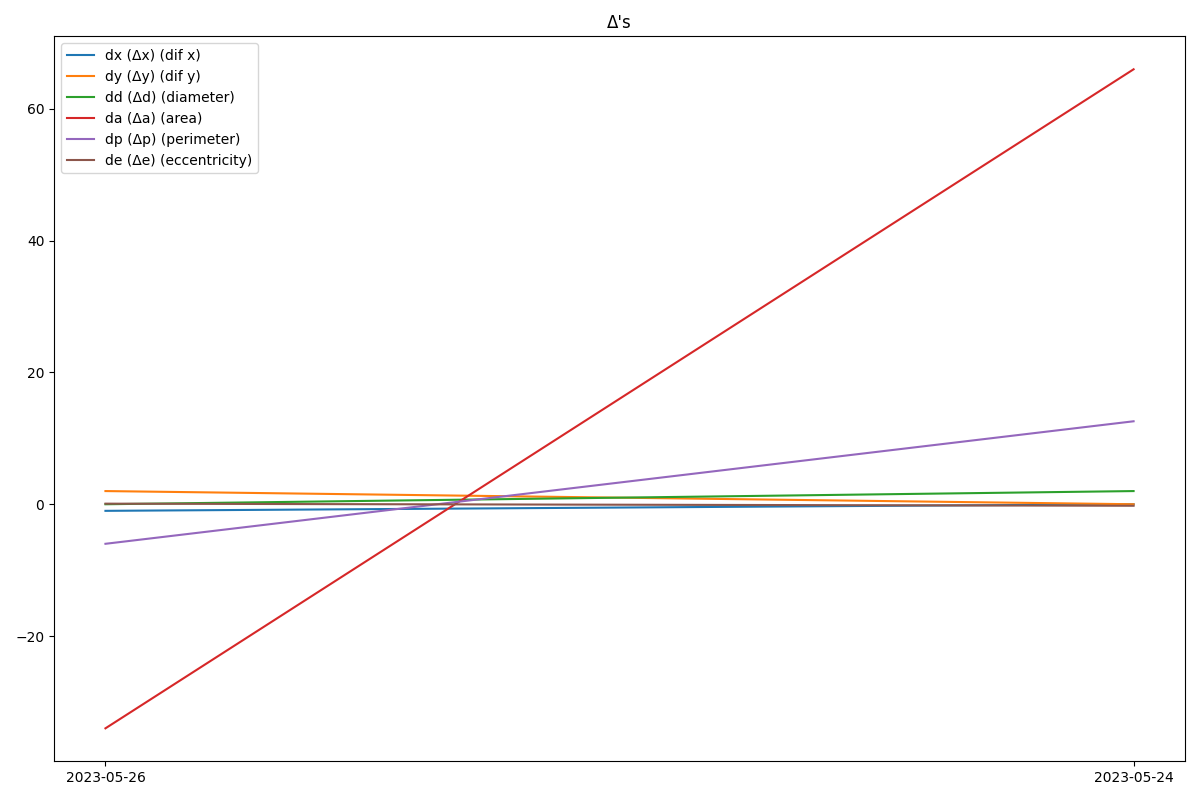 Δ's
dx (Δx) (dif x)
dy (Δy) (dif y)
dd (Δd) (diameter)
da (Δa) (area)
dp (Δp) (perimeter)
de (Δe) (eccentricity)
60
40
20
0
−20
2023-05-26
2023-05-24